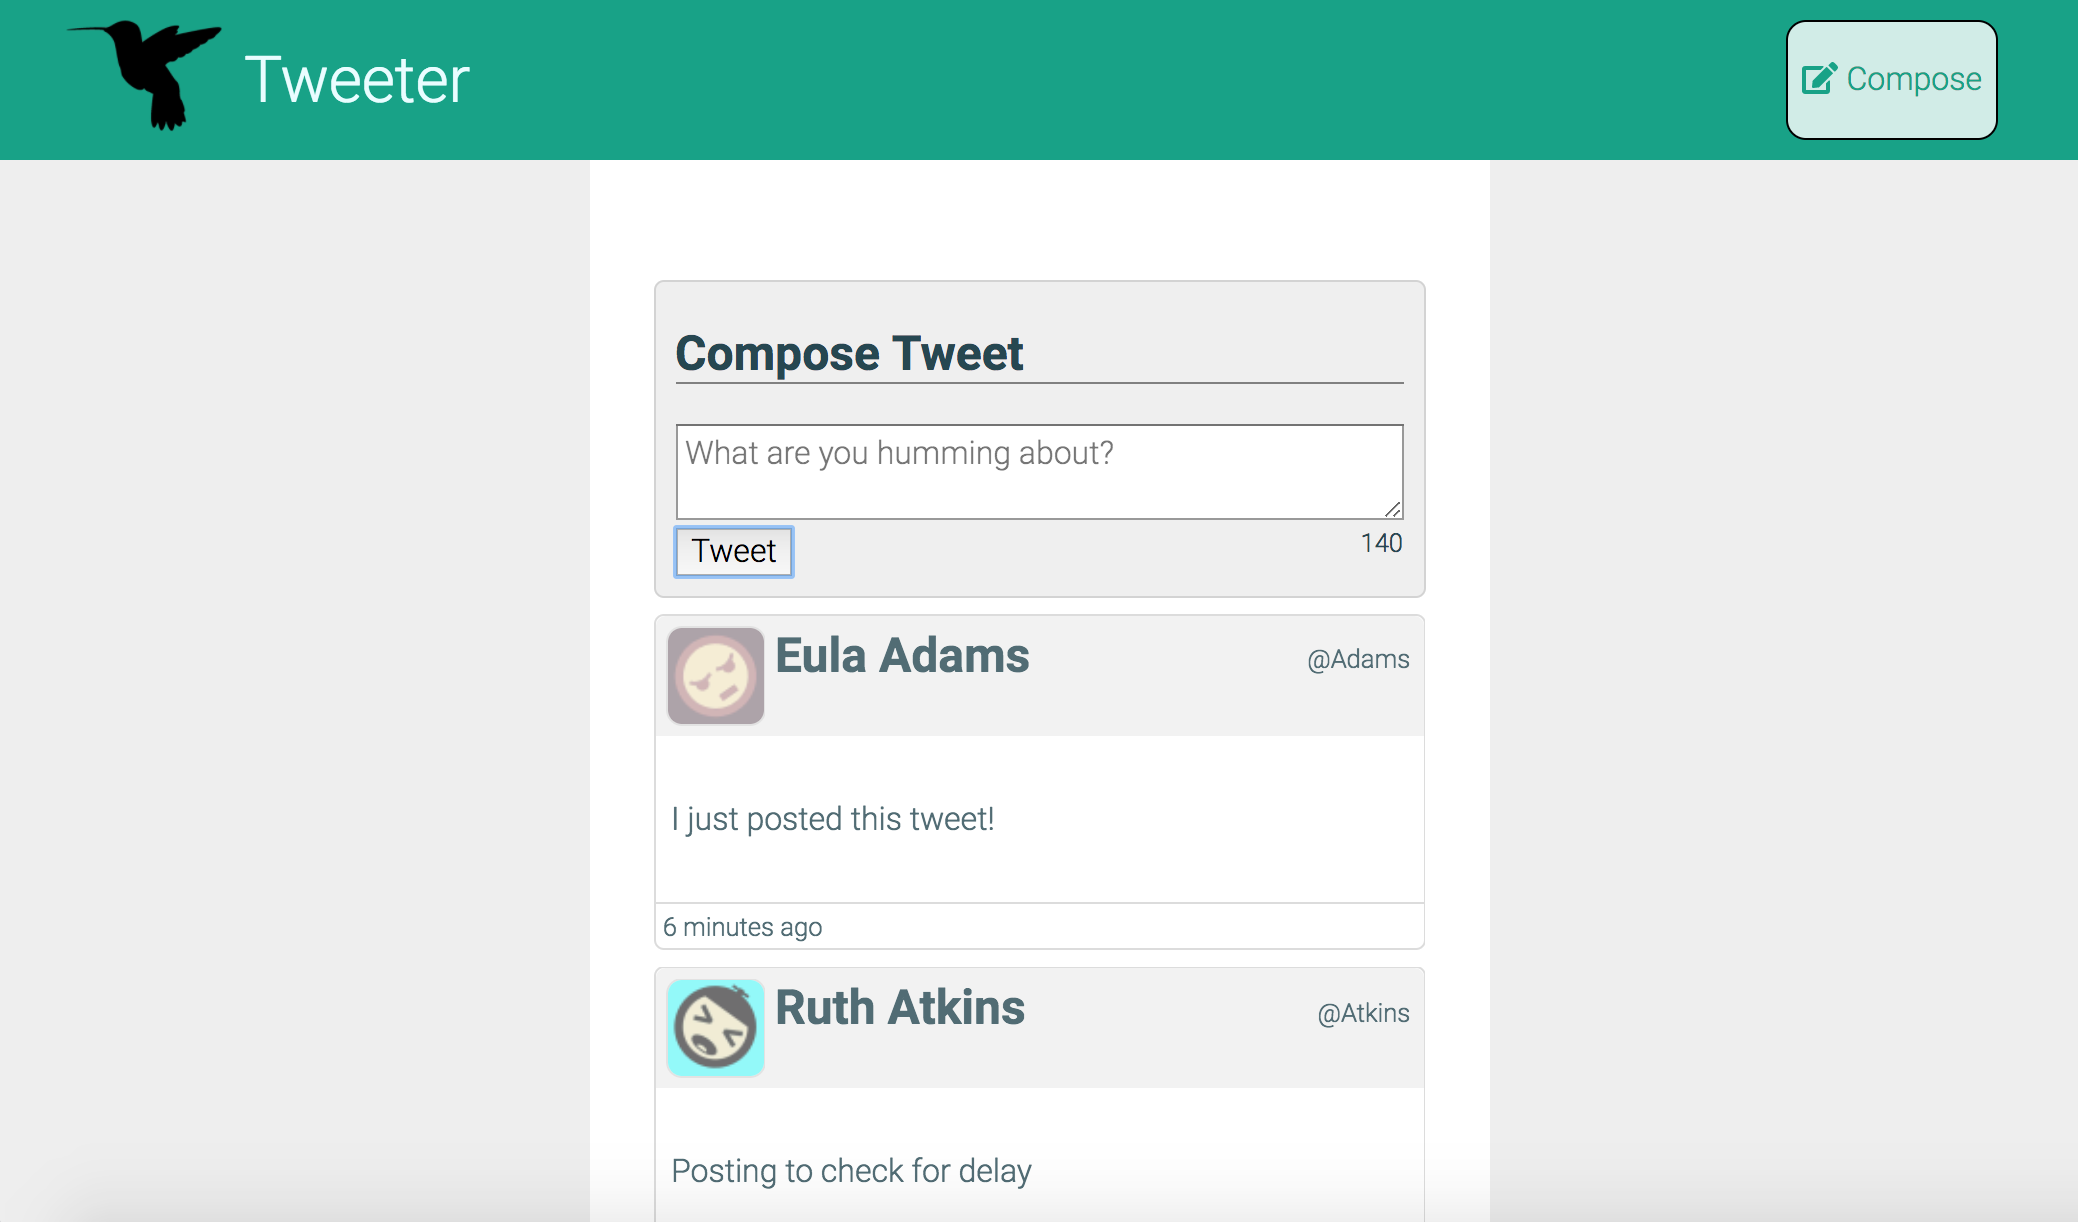 Tweeter
Compose
Compose Tweet
What are you humming about?
Tweet
140
Eula Adams
@Adams
I just posted this tweet!
6 minutes ago
Ruth Atkins
@Atkins
Posting to check for delay